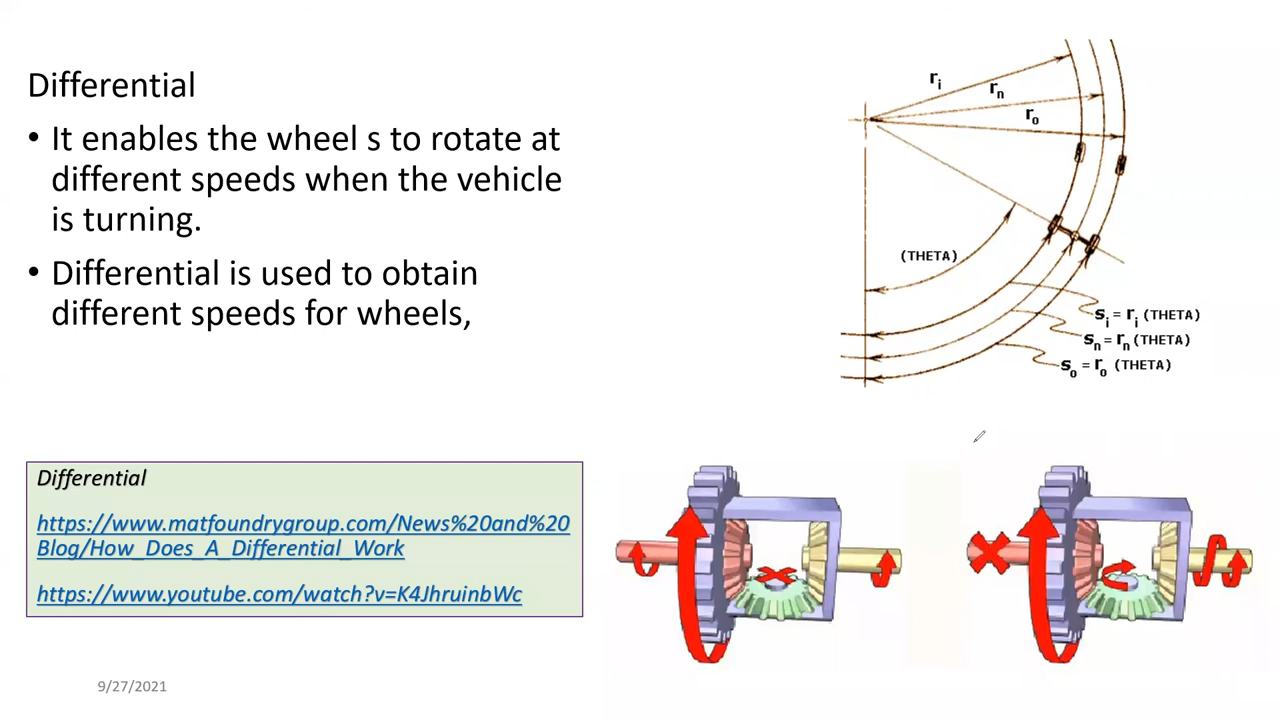 Differential
• It enables the wheel s to rotate at
different speeds when the vehicle
is turning.
• Differential is used to obtain
different speeds for wheels,
ri
rn
ro
(THETA)
si = ri (THETA)
sn = rn (THETA)
so = ro (THETA)
Differential
https://www.matfoundrygroup.com/News%20and%20
Blog/How_Does_A_Differential_Work
https://www.youtube.com/watch?v=K4JhruinbWc
9/27/2021